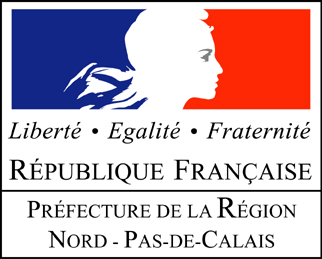 Liberté • Egalité • Fraternité
RÉPUBLIQUE FRANÇAISE
PRÉFECTURE DE LA RÉGION
NORD - PAS-DE-CALAIS